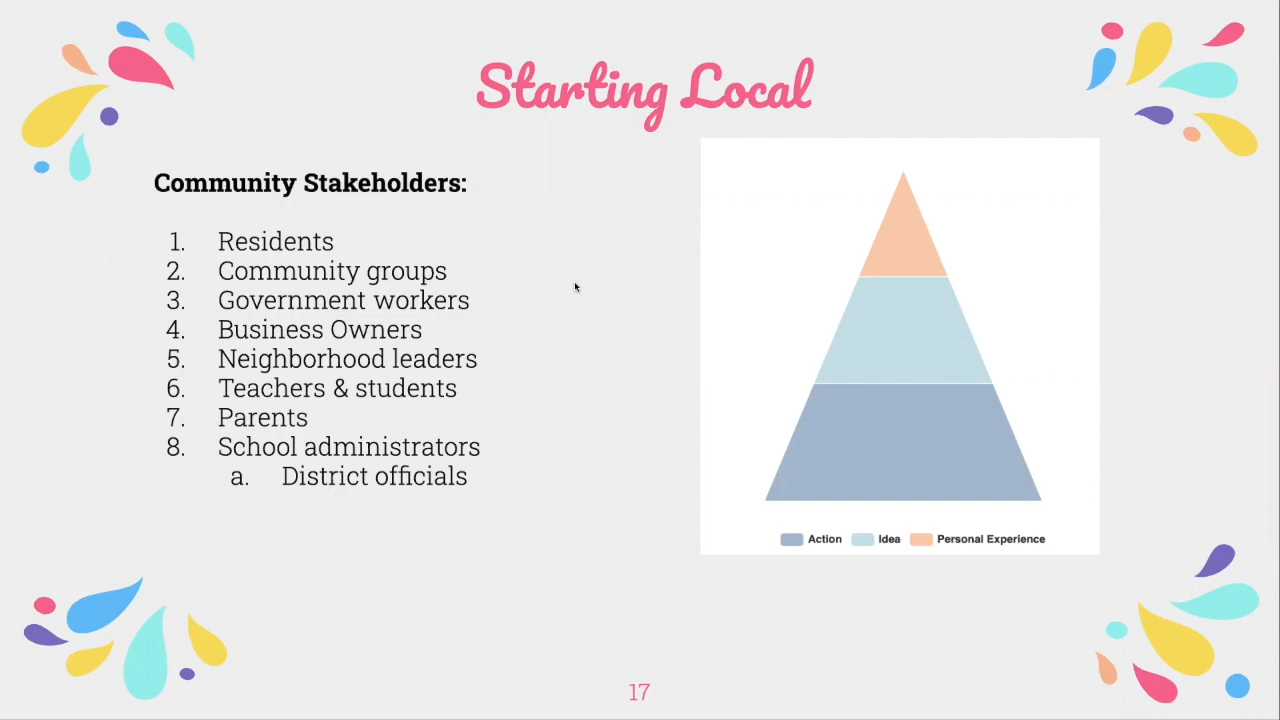 Starting Local
Community Stakeholders:
1. Residents
2. Community groups
3. Government workers
4. Business Owners
5. Neighborhood leaders
6. Teachers & students
7. Parents
8. School administrators
a. District officials
Action Idea Personal Experience
17